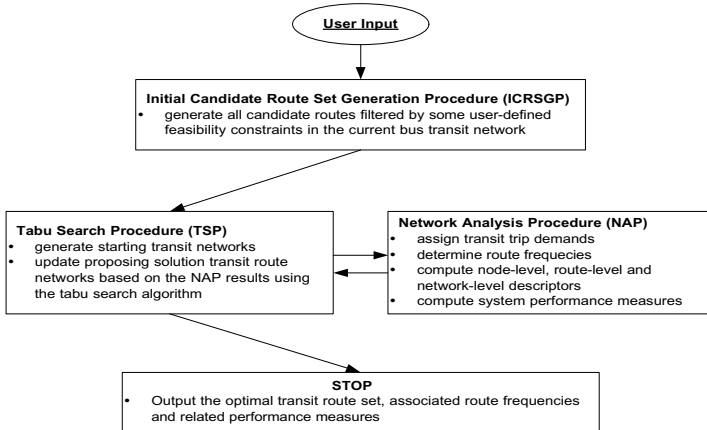 User Input
Initial Candidate Route Set Generation Procedure (ICRSGP)
• generate all candidate routes filtered by some user-defined
feasibility constraints in the current bus transit network
Tabu Search Procedure (TSP)
• generate starting transit networks
• update proposing solution transit route
networks based on the NAP results using
the tabu search algorithm
Network Analysis Procedure (NAP)
• assign transit trip demands
• determine route frequecies
• compute node-level, route-level and
network-level descriptors
• compute system performance measures
STOP
• Output the optimal transit route set, associated route frequencies
and related performance measures